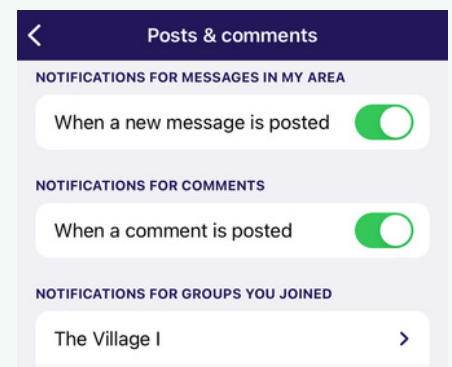 Posts & comments
NOTIFICATIONS FOR MESSAGES IN MY AREA
When a new message is posted
NOTIFICATIONS FOR COMMENTS
When a comment is posted
NOTIFICATIONS FOR GROUPS YOU JOINED
The Village I